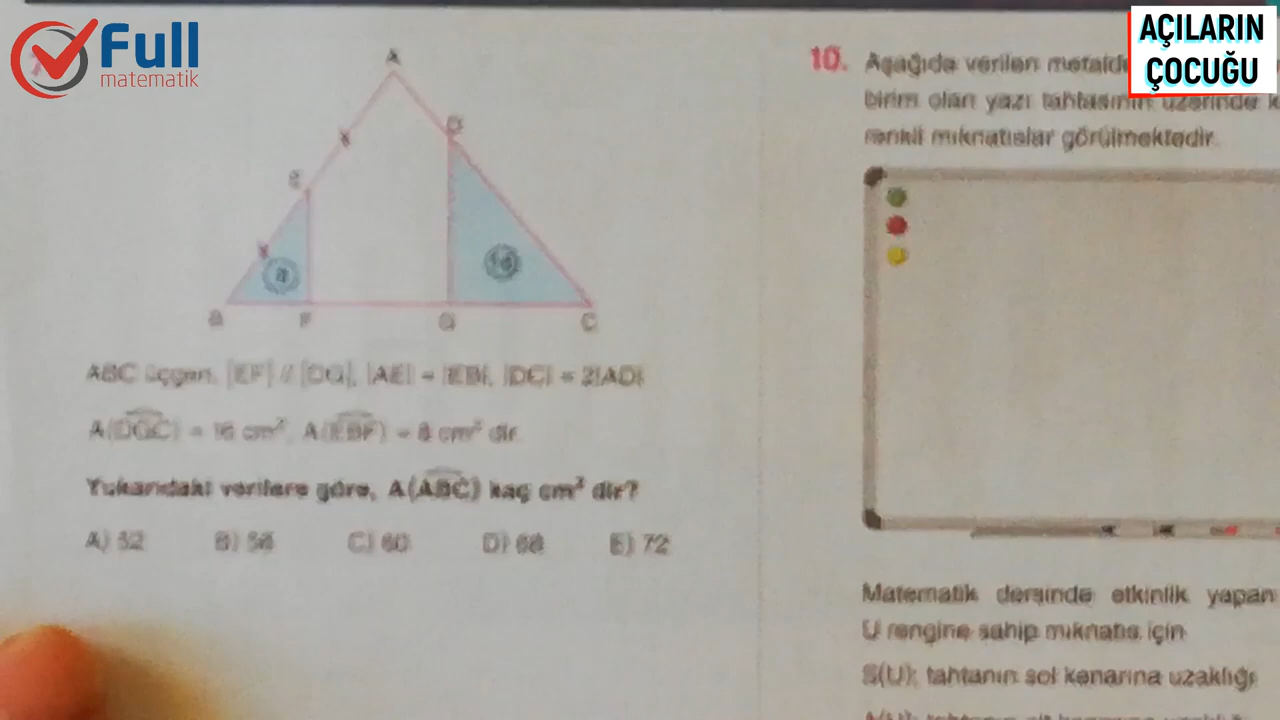 Full
matematik
AÇILARIN
ÇOCUĞU
A
D
E
8
16
B F G C
ABC üçgen, [EF] // [DG], |AE| = |EB|, |DC| = 2|AD|
A(DGC) = 16 cm², A(EBF) = 8 cm² dir.
Yukarıdaki verilere göre, A(ABC) kaç cm² dir?
A) 52 B) 56 C) 60 D) 68 E) 72
10. Aşağıda verilen
birim olan yazı tahtasının üzerinde
renkli mıknatıslar görülmektedir.
Matematik dersinde etkinlik yapan
U rengine sahip mıknatıs için
S(U): tahtanın sol kenarına uzaklığı